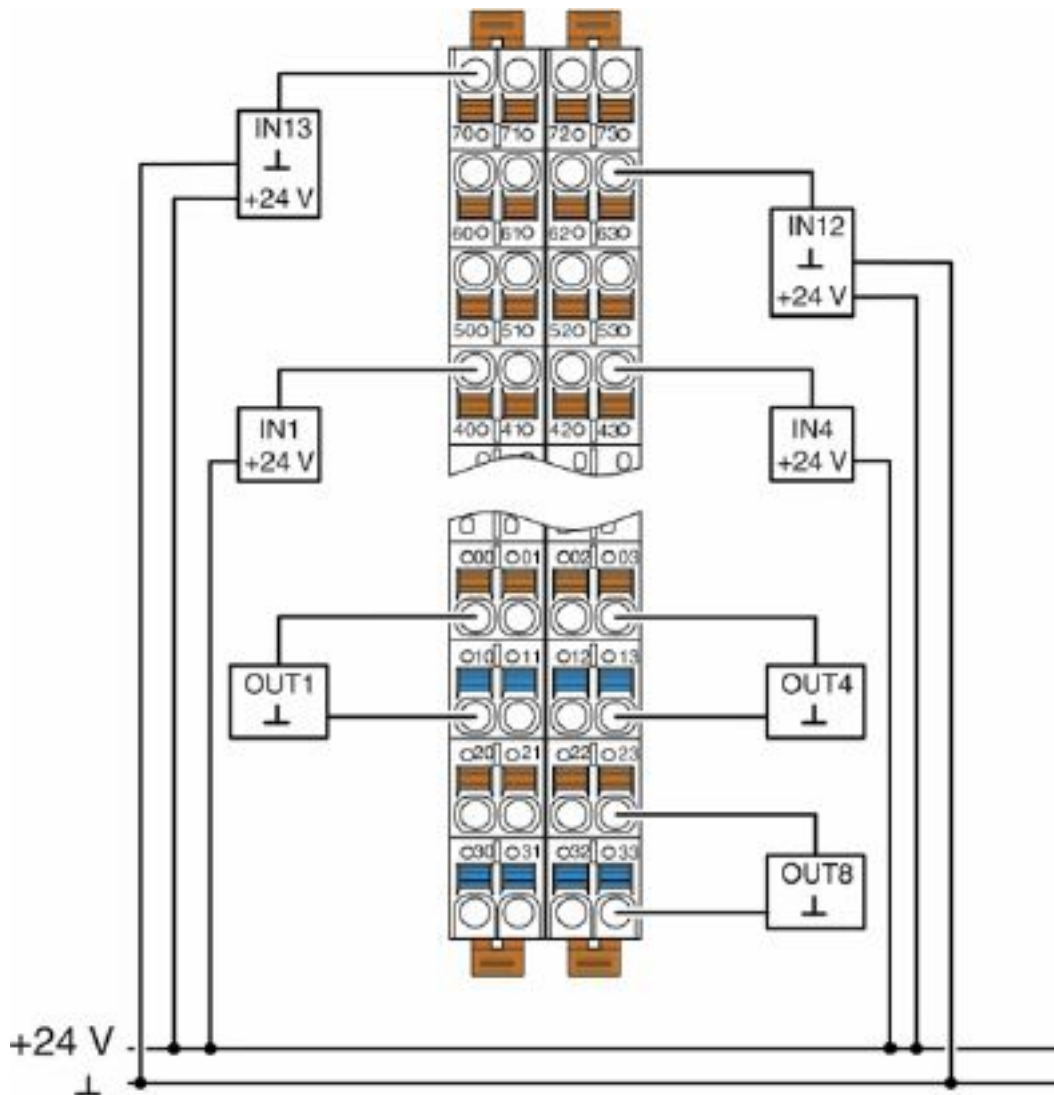 IN13
⊥
+24 V
70 71 72 73
60 61 62 63
IN12
⊥
+24 V
50 51 52 53
40 41 42 43
IN1
+24 V
IN4
+24 V
00 01 02 03
10 11 12 13
OUT1
⊥
OUT4
⊥
20 21 22 23
30 31 32 33
OUT8
⊥
+24 V
⊥